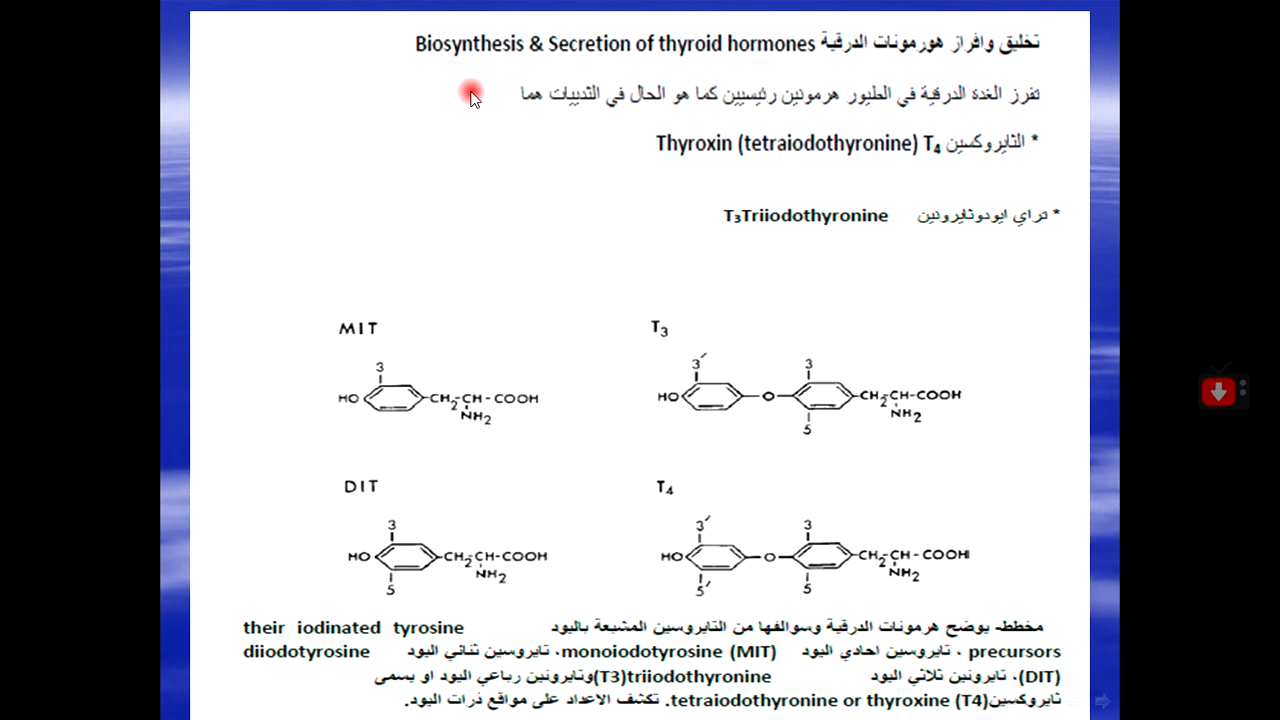 تخليق وافراز هورمونات الدرقية Biosynthesis & Secretion of thyroid hormones
تفرز الغدة الدرقية في الطيور هرمونين رئيسيين كما هو الحال في الثدييات هما
* الثايروكسين Thyroxin (tetraiodothyronine) T₄
* تراي ايودوثايرونين T₃Triiodothyronine
MIT
3
HO CH₂-CH-COOH
NH₂
T₃
3′ 3
HO O CH₂-CH-COOH
NH₂
5
DIT
3
HO CH₂-CH-COOH
NH₂
5
T₄
3′ 3
HO O CH₂-CH-COOH
NH₂
5′ 5
مخطط- يوضح هرمونات الدرقية وسوالفها من التايروسين المشبعة باليود their iodinated tyrosine
precursors ، تايروسين احادي اليود monoiodotyrosine (MIT)، تايروسين ثنائي اليود diiodotyrosine
(DIT)، تايرونين ثلاثي اليود triiodothyronine(T3)وتايرونين رباعي اليود او يسمى
ثايروكسين(T4) tetraiodothyronine or thyroxine. تكشف الاعداد على مواقع ذرات اليود.